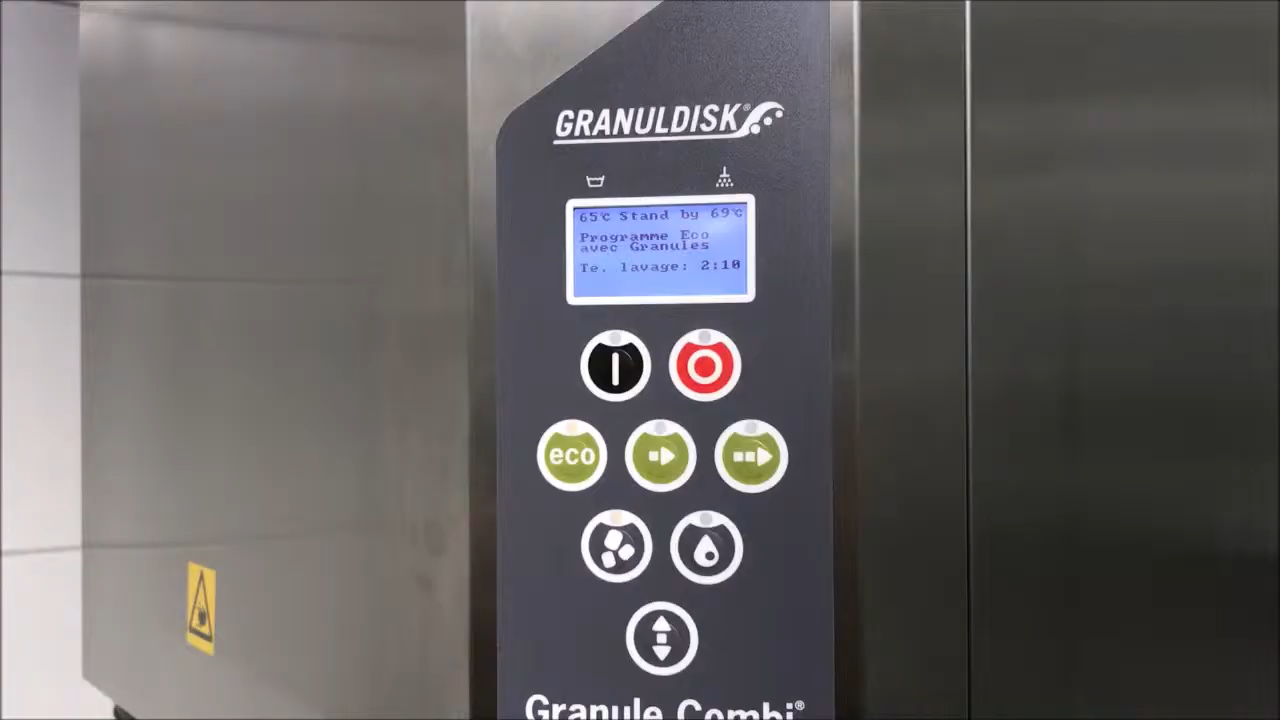 GRANULDISK®
65°C Stand by 69°C
Programme Eco
avec Granules
Te. lavage: 2:10
eco
Granule Combi®